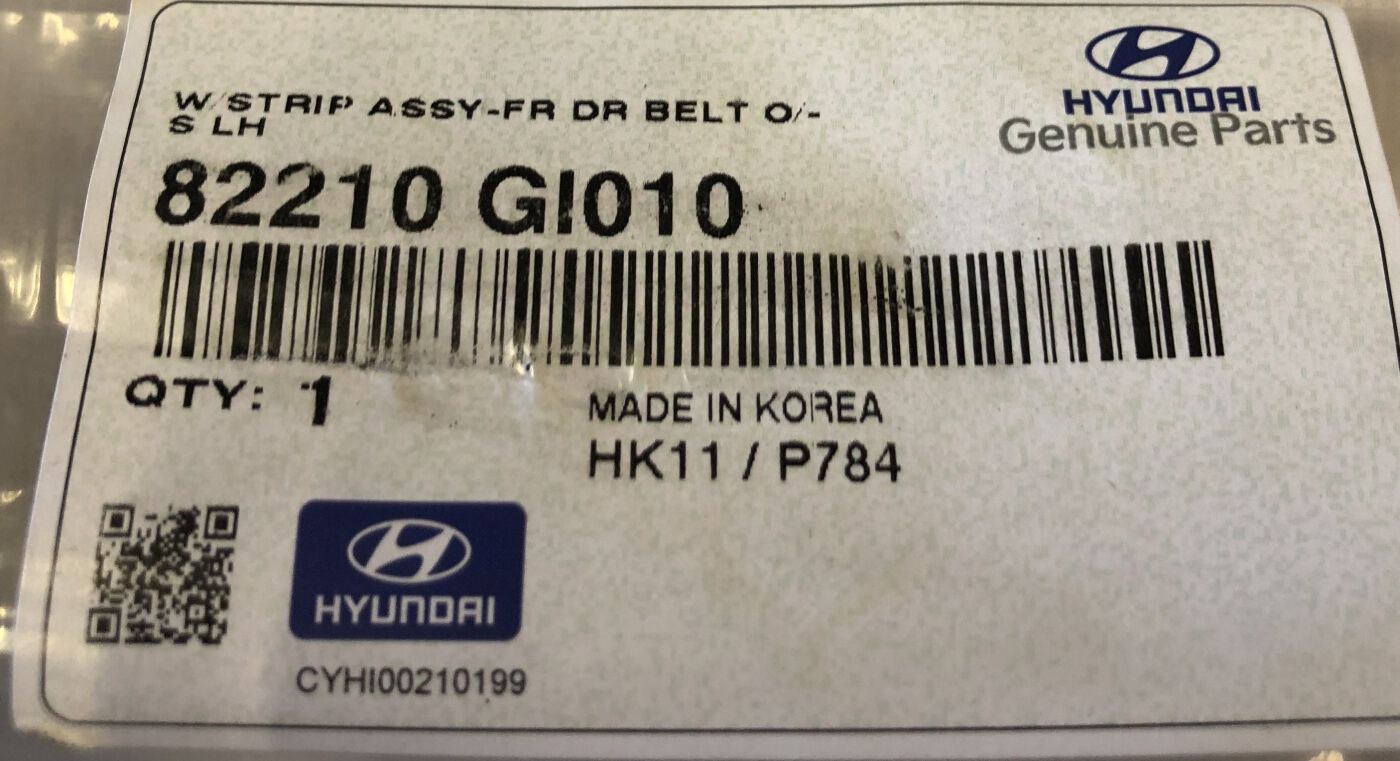 HYUNDAI
Genuine Parts
W/STRIP ASSY-FR DR BELT O/-
S LH
82210 GI010
QTY: 1
MADE IN KOREA
HK11 / P784
HYUNDAI
CYHI00210199